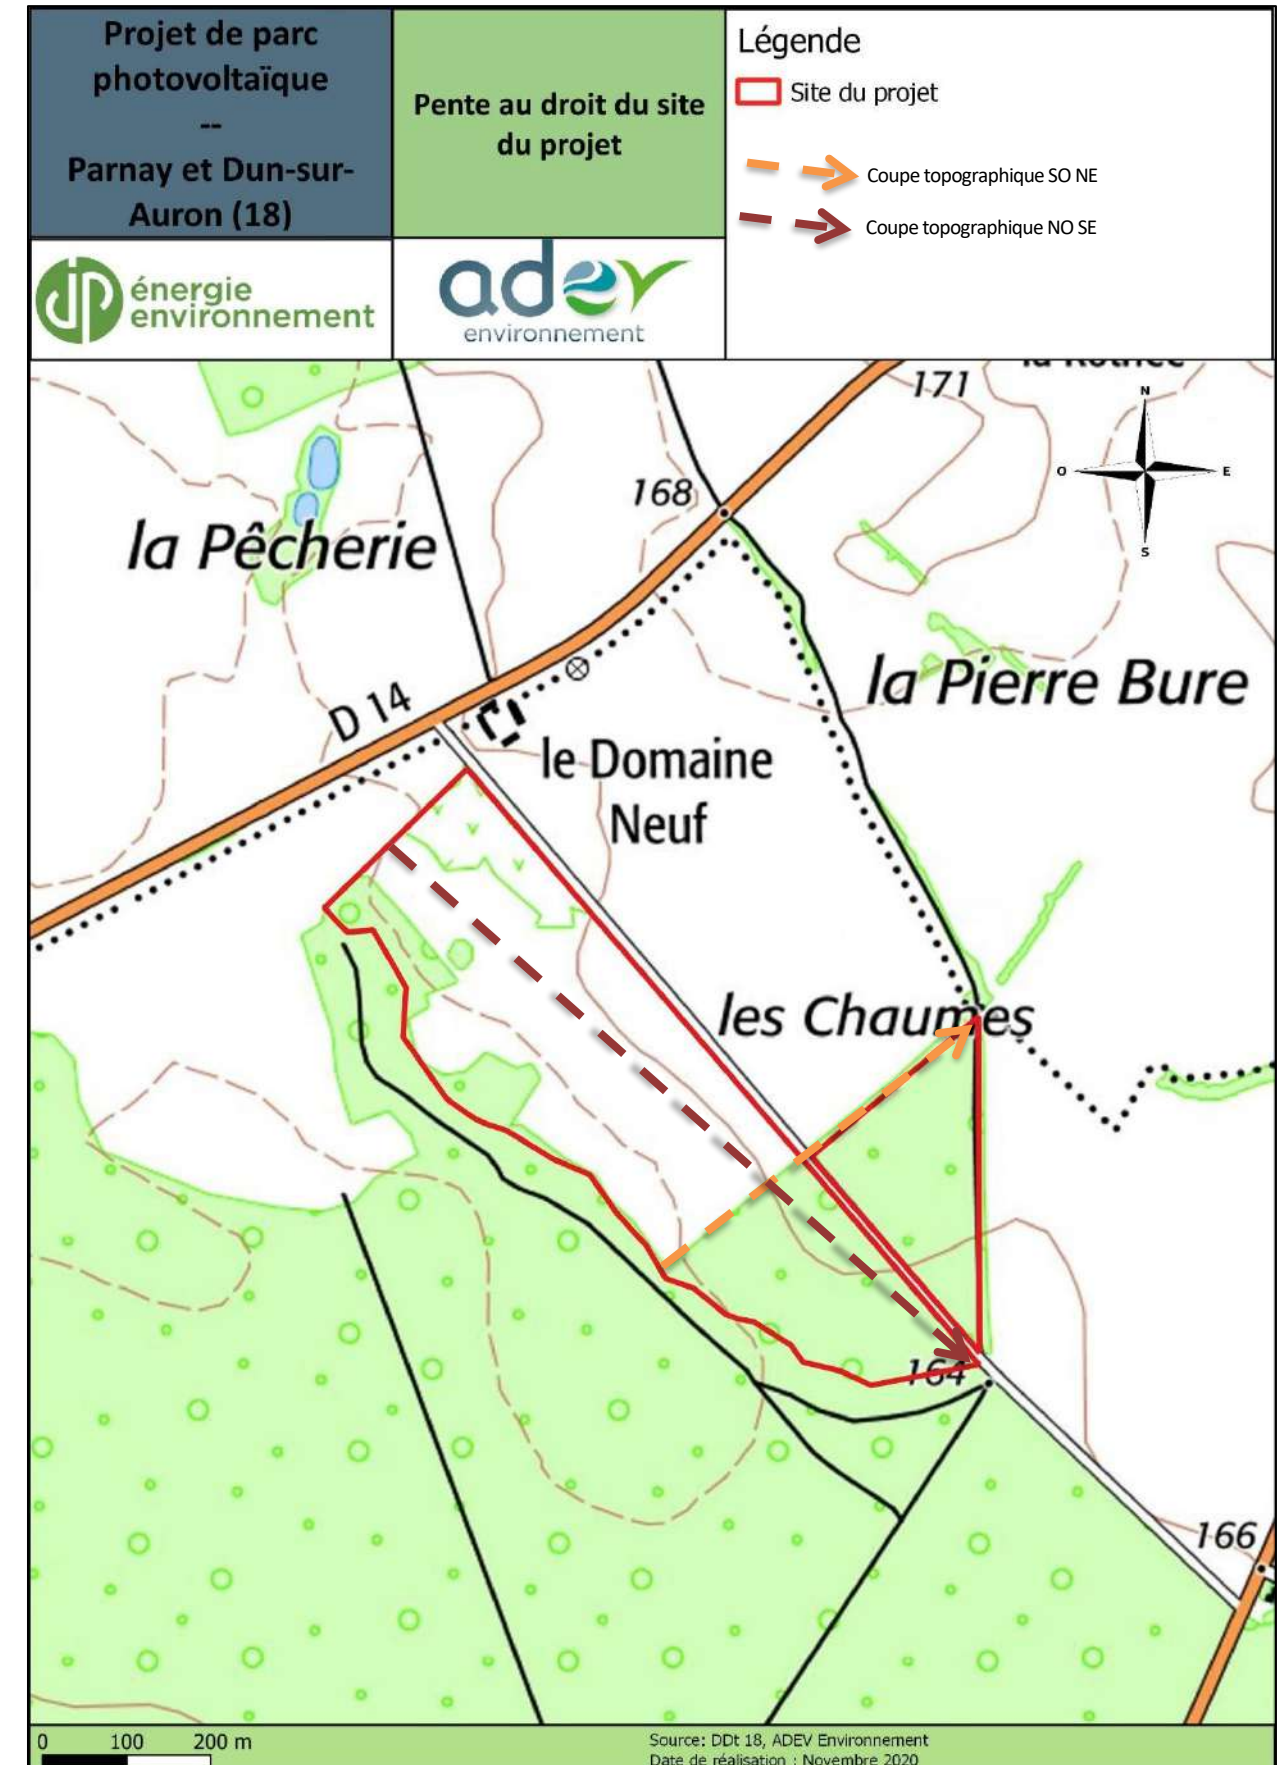 Projet de parc
photovoltaïque
--
Parnay et Dun-sur-
Auron (18)
Pente au droit du site
du projet
Légende
Site du projet
Coupe topographique SO NE
Coupe topographique NO SE
JP énergie
environnement
adev
environnement
171
N
O
E
S
168
la Pêcherie
la Pierre Bure
D 14
le Domaine
Neuf
les Chaumes
164
166
0 100 200 m
Source: DDt 18, ADEV Environnement
Date de réalisation : Novembre 2020